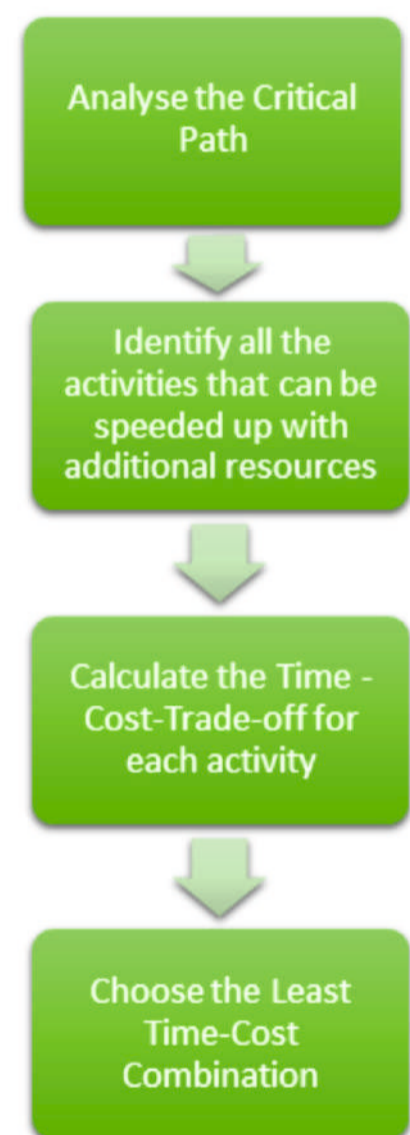 Analyse the Critical
Path
Identify all the
activities that can be
speeded up with
additional resources
Calculate the Time -
Cost-Trade-off for
each activity
Choose the Least
Time-Cost
Combination